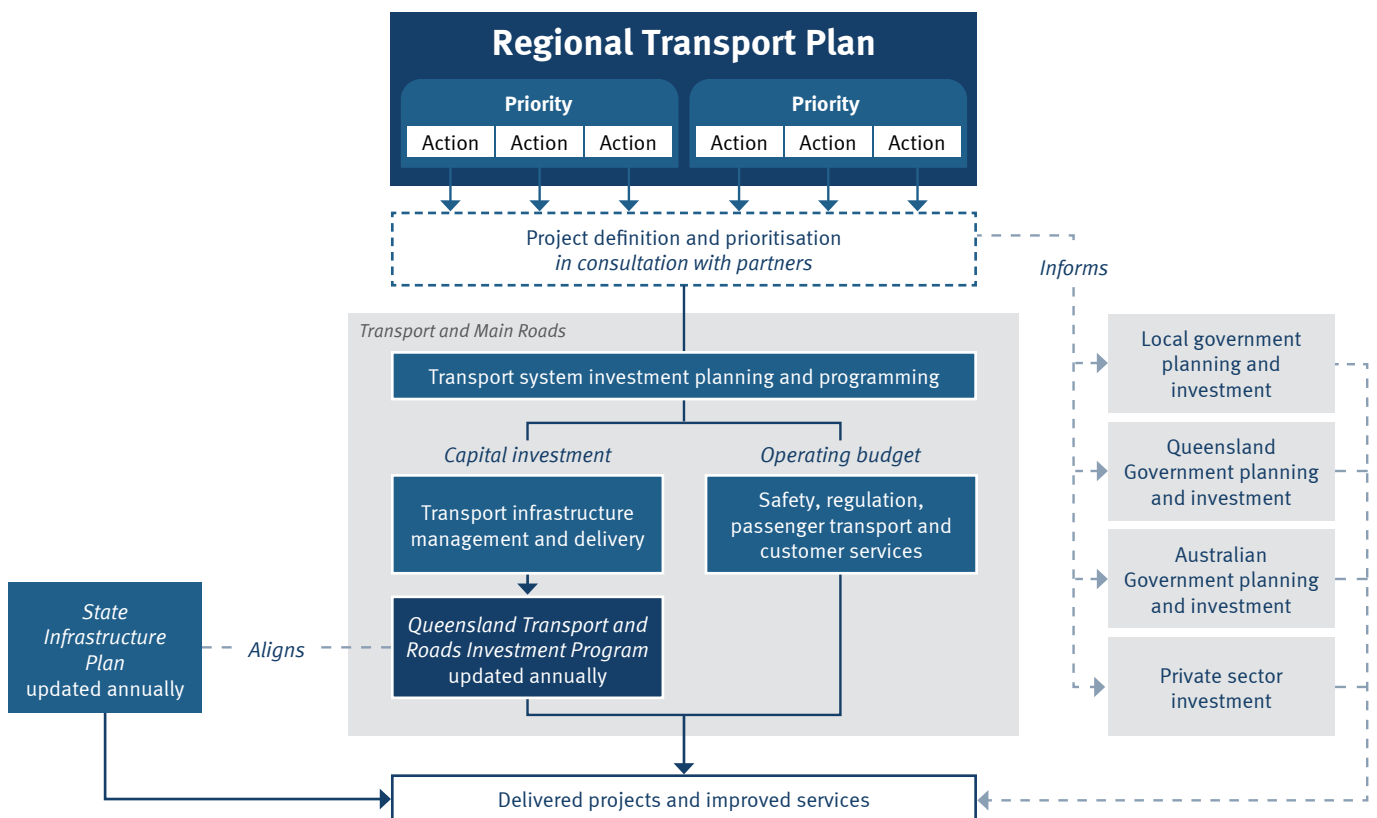 Regional Transport Plan
Priority
Priority
Action
Action
Action
Action
Action
Action
Project definition and prioritisation
in consultation with partners
Informs
Transport and Main Roads
Transport system investment planning and programming
Capital investment
Operating budget
Transport infrastructure
management and delivery
Safety, regulation,
passenger transport and
customer services
Queensland Transport and
Roads Investment Program
updated annually
State
Infrastructure
Plan
updated annually
Aligns
Local government
planning and
investment
Queensland
Government planning
and investment
Australian
Government planning
and investment
Private sector
investment
Delivered projects and improved services